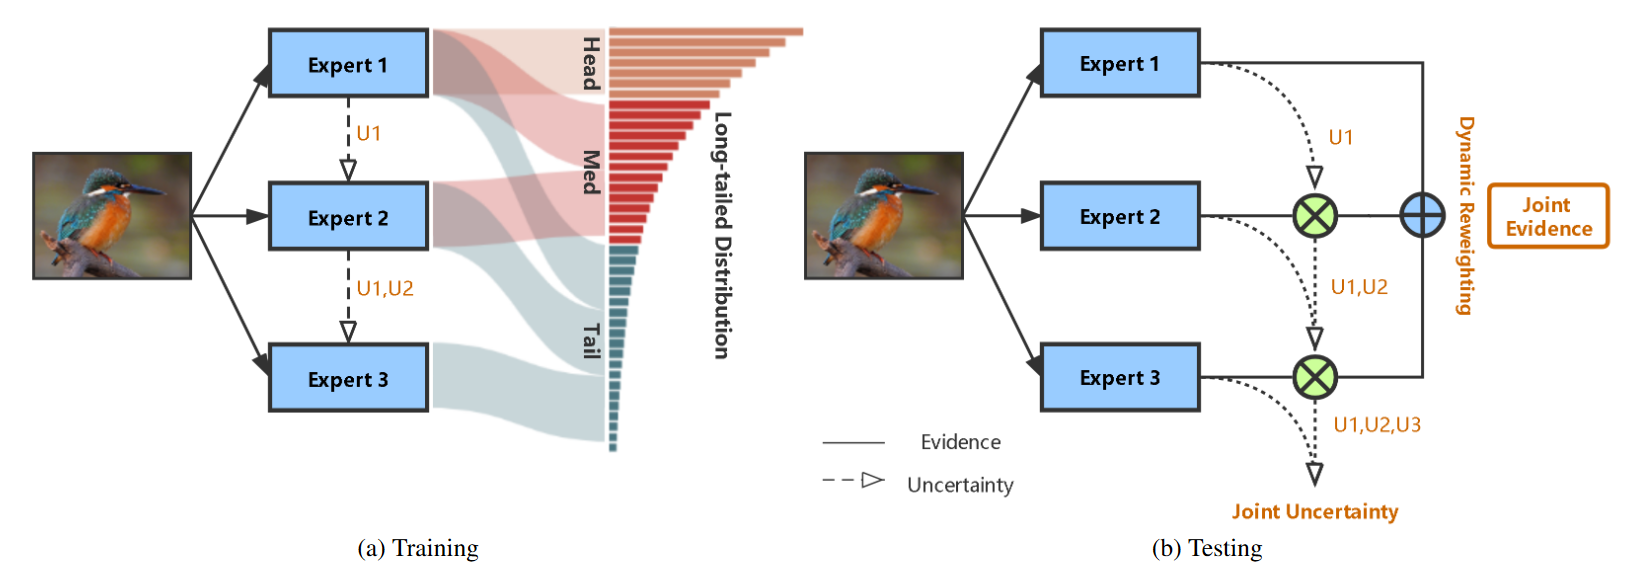 Expert 1
U1
Expert 2
U1,U2
Expert 3
Head
Med
Tail
Long-tailed Distribution
(a) Training
Expert 1
U1
Expert 2
U1,U2
Expert 3
U1,U2,U3
Dynamic Reweighting
Joint
Evidence
Evidence
Uncertainty
Joint Uncertainty
(b) Testing